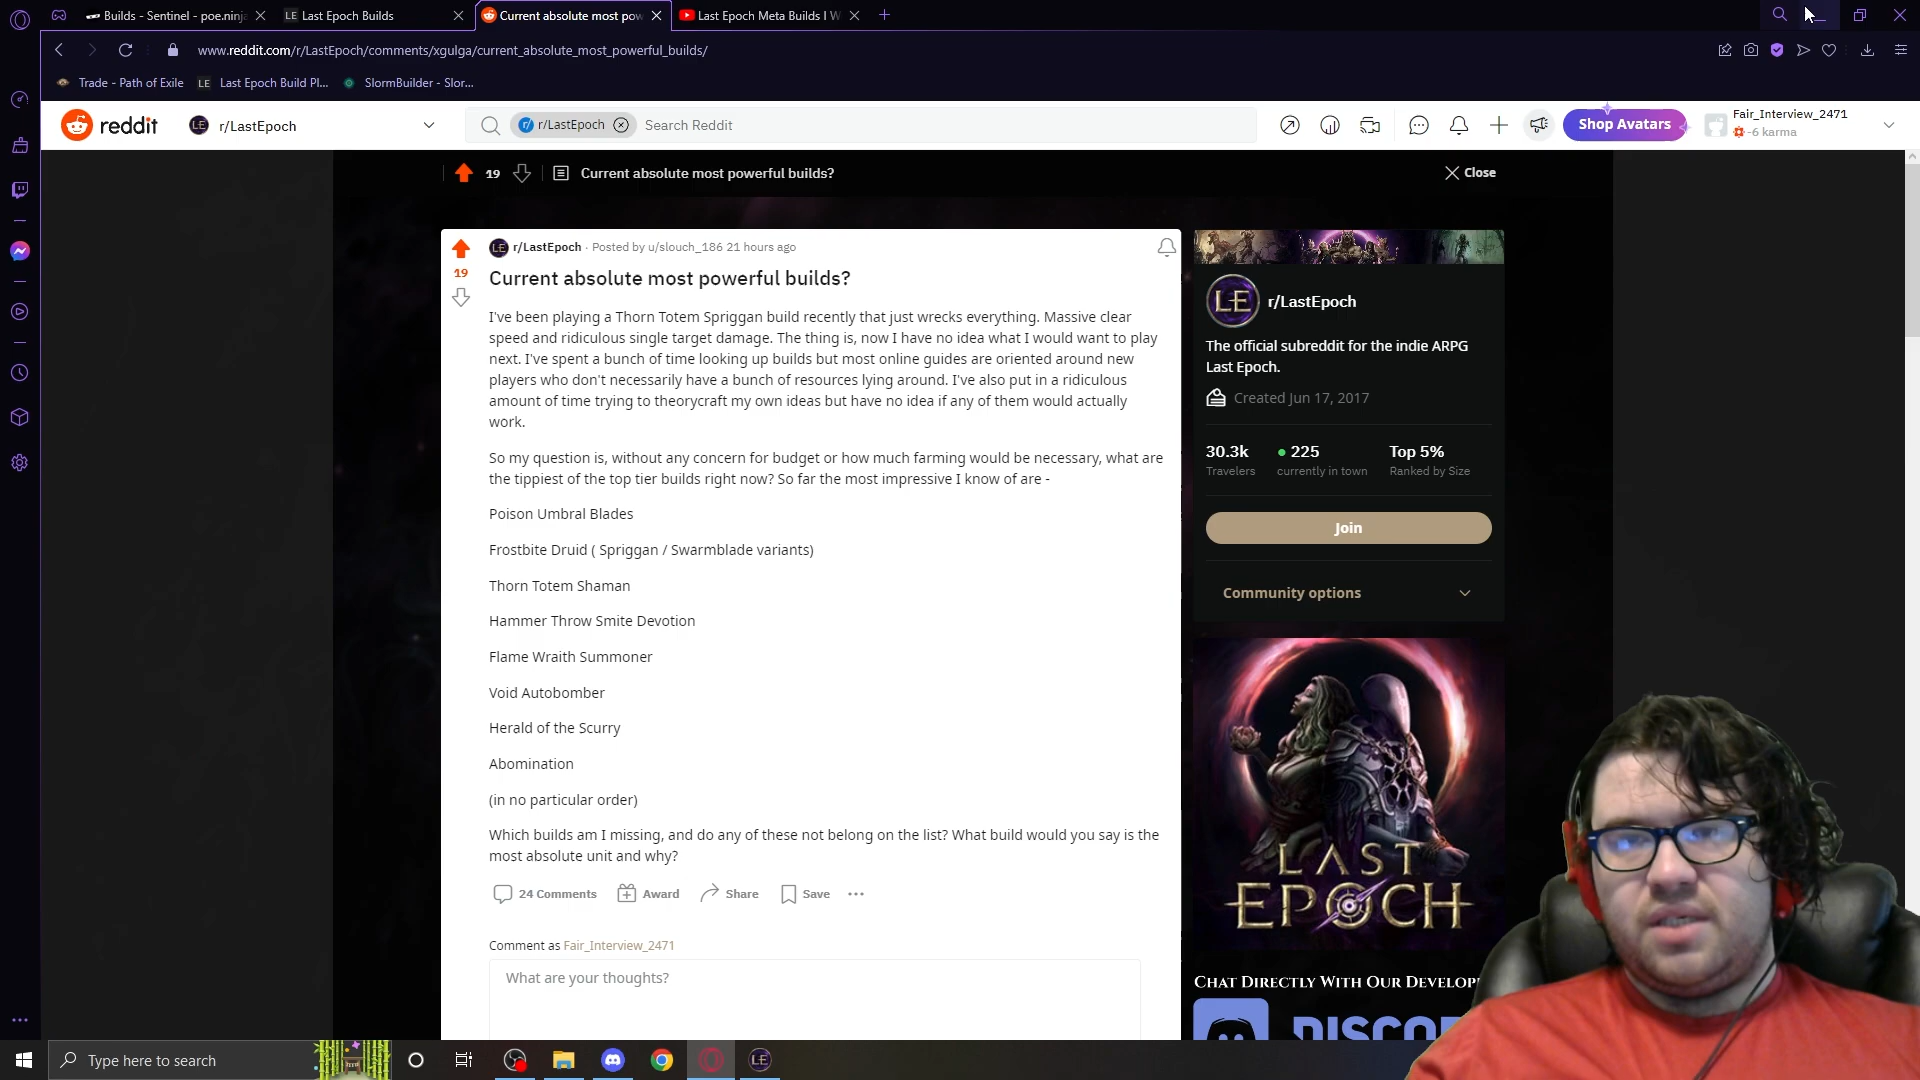 Builds - Sentinel - poe.ninja
LE Last Epoch Builds
Current absolute most pow
Last Epoch Meta Builds I W
www.reddit.com/r/LastEpoch/comments/xgulga/current_absolute_most_powerful_builds/
Trade - Path of Exile
LE Last Epoch Build Pl...
SlormBuilder - Slor...
reddit
LE r/LastEpoch
r/LastEpoch
Search Reddit
Shop Avatars
Fair_Interview_2471
-6 karma
19
Current absolute most powerful builds?
Close
LE r/LastEpoch · Posted by u/slouch_186 21 hours ago
19
Current absolute most powerful builds?
I've been playing a Thorn Totem Spriggan build recently that just wrecks everything. Massive clear
speed and ridiculous single target damage. The thing is, now I have no idea what I would want to play
next. I've spent a bunch of time looking up builds but most online guides are oriented around new
players who don't necessarily have a bunch of resources lying around. I've also put in a ridiculous
amount of time trying to theorycraft my own ideas but have no idea if any of them would actually
work.
So my question is, without any concern for budget or how much farming would be necessary, what are
the tippiest of the top tier builds right now? So far the most impressive I know of are -
Poison Umbral Blades
Frostbite Druid ( Spriggan / Swarmblade variants)
Thorn Totem Shaman
Hammer Throw Smite Devotion
Flame Wraith Summoner
Void Autobomber
Herald of the Scurry
Abomination
(in no particular order)
Which builds am I missing, and do any of these not belong on the list? What build would you say is the
most absolute unit and why?
24 Comments
Award
Share
Save
Comment as Fair_Interview_2471
What are your thoughts?
LE
r/LastEpoch
The official subreddit for the indie ARPG
Last Epoch.
Created Jun 17, 2017
30.3k
225
Top 5%
Travelers
currently in town
Ranked by Size
Join
Community options
LAST
EPOCH
CHAT DIRECTLY WITH OUR DEVELOP
DISCO
Type here to search
LE